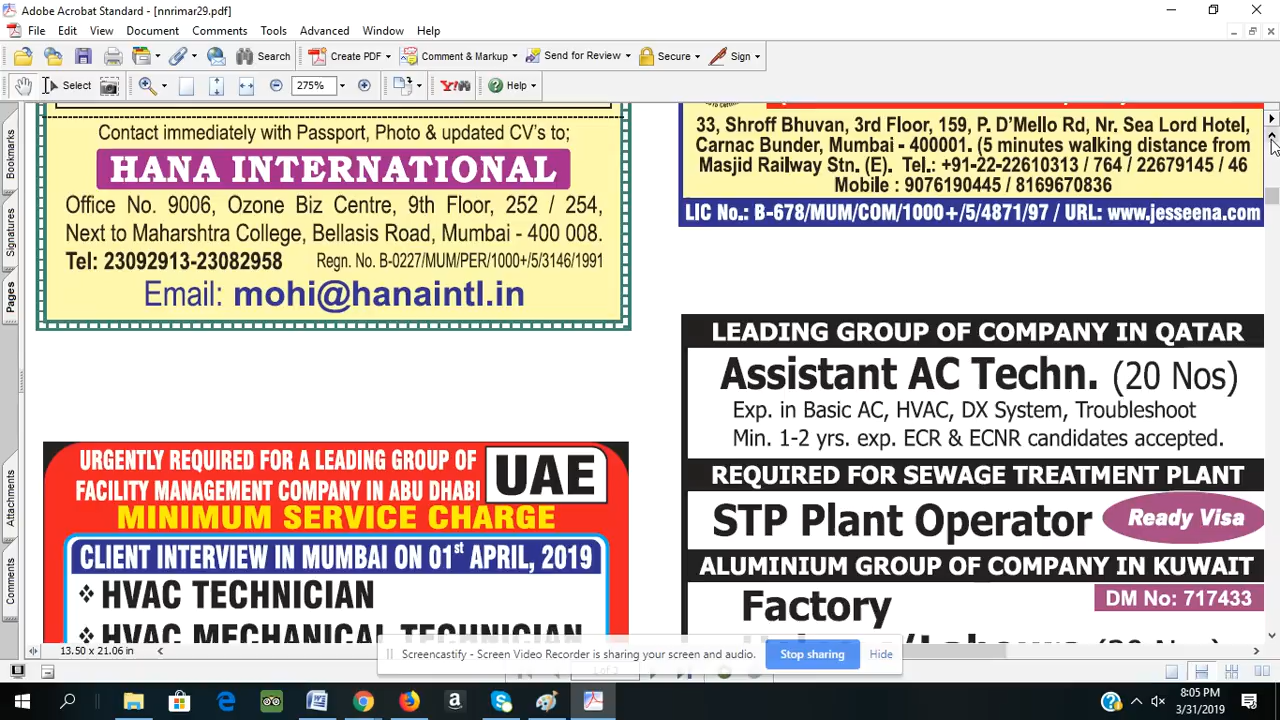 Adobe Acrobat Standard - [nnrimar29.pdf]
File Edit View Document Comments Tools Advanced Window Help
Search Create PDF Comment & Markup Send for Review Secure Sign
Select 275% Help
Bookmarks
Signatures
Pages
Attachments
Comments
Contact immediately with Passport, Photo & updated CV's to;
HANA INTERNATIONAL
Office No. 9006, Ozone Biz Centre, 9th Floor, 252 / 254,
Next to Maharshtra College, Bellasis Road, Mumbai - 400 008.
Tel: 23092913-23082958 Regn. No. B-0227/MUM/PER/1000+/5/3146/1991
Email: mohi@hanaintl.in
URGENTLY REQUIRED FOR A LEADING GROUP OF
FACILITY MANAGEMENT COMPANY IN ABU DHABI
UAE
MINIMUM SERVICE CHARGE
CLIENT INTERVIEW IN MUMBAI ON 01st APRIL, 2019
❖ HVAC TECHNICIAN
❖ HVAC MECHANICAL TECHNICIAN
33, Shroff Bhuvan, 3rd Floor, 159, P. D'Mello Rd, Nr. Sea Lord Hotel,
Carnac Bunder, Mumbai - 400001. (5 minutes walking distance from
Masjid Railway Stn. (E). Tel.: +91-22-22610313 / 764 / 22679145 / 46
Mobile : 9076190445 / 8169670836
LIC No.: B-678/MUM/COM/1000+/5/4871/97 / URL: www.jesseena.com
LEADING GROUP OF COMPANY IN QATAR
Assistant AC Techn. (20 Nos)
Exp. in Basic AC, HVAC, DX System, Troubleshoot
Min. 1-2 yrs. exp. ECR & ECNR candidates accepted.
REQUIRED FOR SEWAGE TREATMENT PLANT
STP Plant Operator Ready Visa
ALUMINIUM GROUP OF COMPANY IN KUWAIT
Factory
DM No: 717433
Screencastify - Screen Video Recorder is sharing your screen and audio. Stop sharing Hide
13.50 x 21.06 in
8:05 PM
3/31/2019